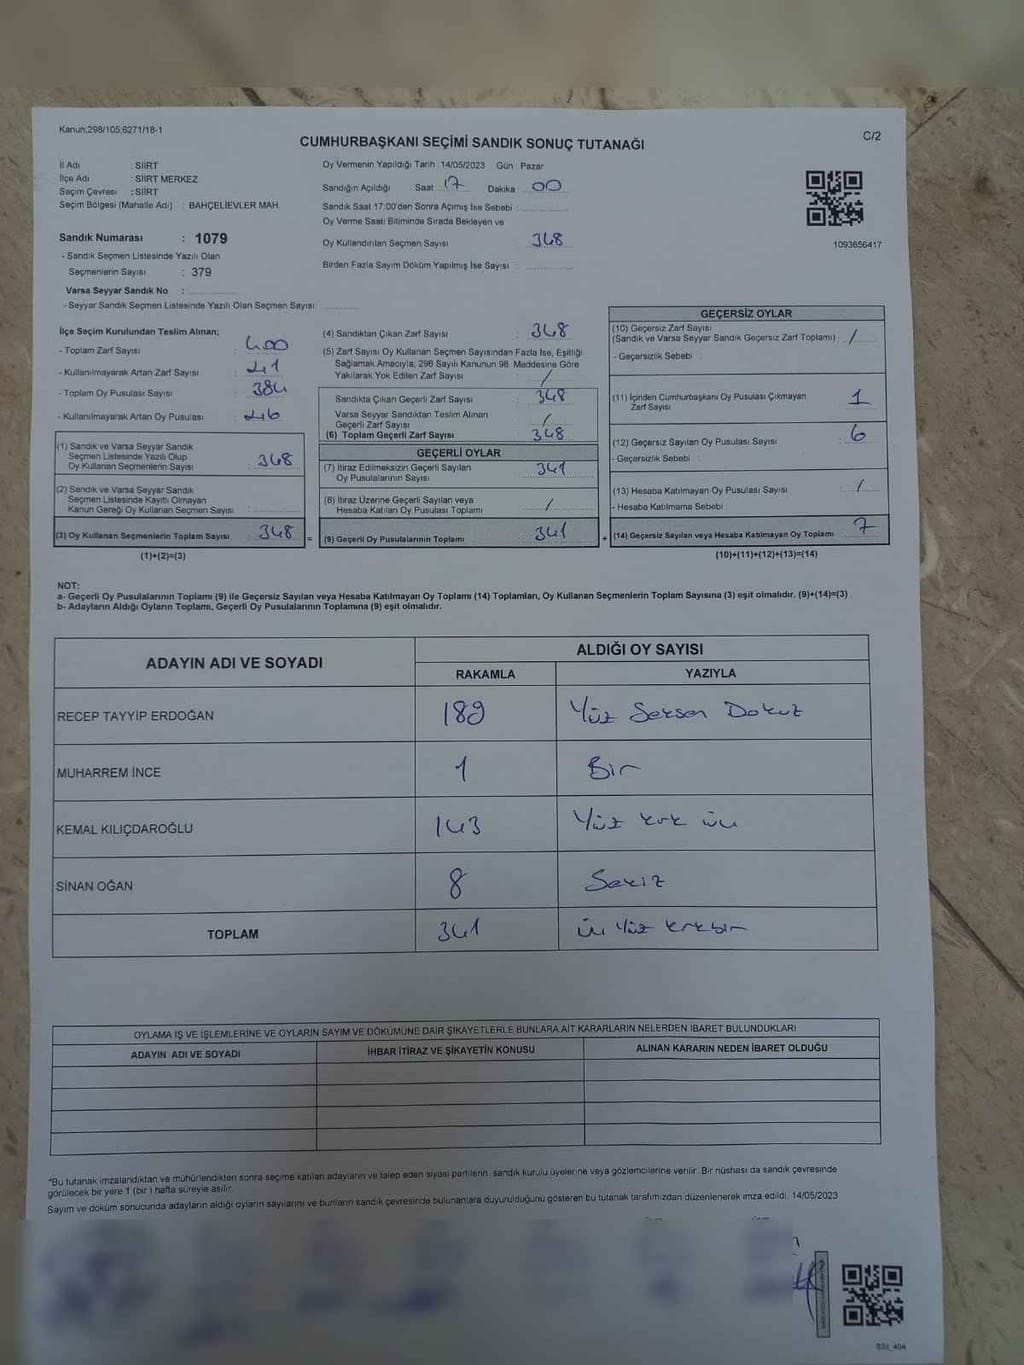 Kanun;298/105;6271/18-1
C/2
CUMHURBAŞKANI SEÇİMİ SANDIK SONUÇ TUTANAĞI
İl Adı : SİİRT
İlçe Adı : SİİRT MERKEZ
Seçim Çevresi : SİİRT
Seçim Bölgesi (Mahalle Adı) : BAHÇELİEVLER MAH.
Sandık Numarası : 1079
- Sandık Seçmen Listesinde Yazılı Olan
Seçmenlerin Sayısı : 379
Varsa Seyyar Sandık No :
- Seyyar Sandık Seçmen Listesinde Yazılı Olan Seçmen Sayısı:
Oy Vermenin Yapıldığı Tarih :14/05/2023 Gün : Pazar
Sandığın Açıldığı Saat : 17 Dakika : 00
Sandık Saat 17:00'den Sonra Açımış İse Sebebi :
Oy Verme Saati Bitiminde Sırada Bekleyen ve
Oy Kullandırılan Seçmen Sayısı : 348
Birden Fazla Sayım Döküm Yapılmış İse Sayısı :
1093656417
İlçe Seçim Kurulundan Teslim Alınan;
- Toplam Zarf Sayısı : 400
- Kullanılmayarak Artan Zarf Sayısı : 41
- Toplam Oy Pusulası Sayısı : 384
- Kullanılmayarak Artan Oy Pusulası : 26
(1) Sandık ve Varsa Seyyar Sandık
Seçmen Listesinde Yazılı Olup
Oy Kullanan Seçmenlerin Sayısı : 348
(2) Sandık ve Varsa Seyyar Sandık
Seçmen Listesinde Kayıtlı Olmayan
Kanun Gereği Oy Kullanan Seçmen Sayısı :
(3) Oy Kullanan Seçmenlerin Toplam Sayısı : 348
(1)+(2)=(3)
(4) Sandıktan Çıkan Zarf Sayısı : 348
(5) Zarf Sayısı Oy Kullanan Seçmen Sayısından Fazla İse, Eşitliği
Sağlamak Amacıyla; 298 Sayılı Kanunun 98. Maddesine Göre
Yakılarak Yok Edilen Zarf Sayısı : /
Sandıkta Çıkan Geçerli Zarf Sayısı : 348
Varsa Seyyar Sandıktan Teslim Alınan
Geçerli Zarf Sayısı : /
(6) Toplam Geçerli Zarf Sayısı : 348
GEÇERLİ OYLAR
(7) İtiraz Edilmeksizin Geçerli Sayılan
Oy Pusulalarının Sayısı : 341
(8) İtiraz Üzerine Geçerli Sayılan veya
Hesaba Katılan Oy Pusulası Toplamı : /
(9) Geçerli Oy Pusulalarının Toplamı : 341
GEÇERSİZ OYLAR
(10) Geçersiz Zarf Sayısı
(Sandık ve Varsa Seyyar Sandık Geçersiz Zarf Toplamı) : /
- Geçersizlik Sebebi :
(11) İçinden Cumhurbaşkanı Oy Pusulası Çıkmayan
Zarf Sayısı : 1
(12) Geçersiz Sayılan Oy Pusulası Sayısı : 6
- Geçersizlik Sebebi :
(13) Hesaba Katılmayan Oy Pusulası Sayısı : /
- Hesaba Katılmama Sebebi :
(14) Geçersiz Sayılan veya Hesaba Katılmayan Oy Toplamı : 7
(10)+(11)+(12)+(13)=(14)
NOT:
a- Geçerli Oy Pusulalarının Toplamı (9) ile Geçersiz Sayılan veya Hesaba Katılmayan Oy Toplamı (14) Toplamları, Oy Kullanan Seçmenlerin Toplam Sayısına (3) eşit olmalıdır. (9)+(14)=(3)
b- Adayların Aldığı Oyların Toplamı, Geçerli Oy Pusulalarının Toplamına (9) eşit olmalıdır.
ADAYIN ADI VE SOYADI ALDIĞI OY SAYISI
RAKAMLA YAZIYLA
RECEP TAYYİP ERDOĞAN 189 Yüz Seksen Dokuz
MUHARREM İNCE 1 Bir
KEMAL KILIÇDAROĞLU 143 Yüz kırk üç
SİNAN OĞAN 8 Sekiz
TOPLAM 341 üç Yüz kırkbir
OYLAMA İŞ VE İŞLEMLERİNE VE OYLARIN SAYIM VE DÖKÜMÜNE DAİR ŞİKAYETLERLE BUNLARA AİT KARARLARIN NELERDEN İBARET BULUNDUKLARI
ADAYIN ADI VE SOYADI İHBAR İTİRAZ VE ŞİKAYETİN KONUSU ALINAN KARARIN NEDEN İBARET OLDUĞU
*Bu tutanak imzalandıktan ve mühürlendikten sonra seçime katılan adayların ve talep eden siyasi partilerin sandık kurulu üyelerine veya gözlemcilerine verilir. Bir nüshası da sandık çevresinde
görülecek bir yere 1 (bir) hafta süreyle asılır.
Sayım ve döküm sonucunda adayların aldığı oyların sayılarını ve bunların sandık çevresinde bulunanlara duyurulduğunu gösteren bu tutanak tarafımızdan düzenlenerek imza edildi. 14/05/2023